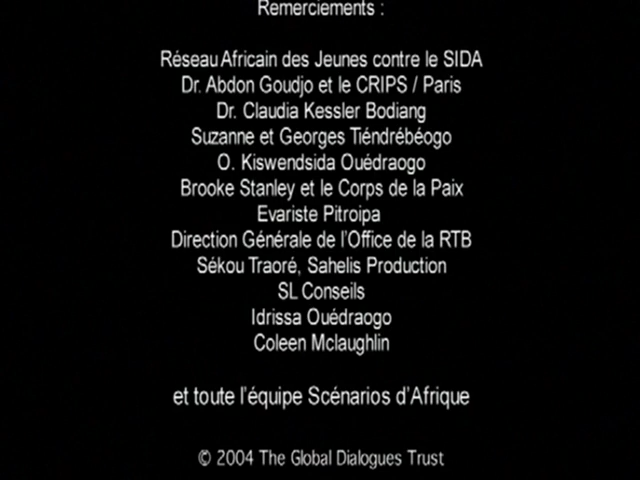 Remerciements :
Réseau Africain des Jeunes contre le SIDA
Dr. Abdon Goudjo et le CRIPS / Paris
Dr. Claudia Kessler Bodiang
Suzanne et Georges Tiéndrébéogo
O. Kiswendsida Ouédraogo
Brooke Stanley et le Corps de la Paix
Evariste Pitroipa
Direction Générale de l'Office de la RTB
Sékou Traoré, Sahelis Production
SL Conseils
Idrissa Ouédraogo
Coleen Mclaughlin
et toute l'équipe Scénarios d'Afrique
© 2004 The Global Dialogues Trust